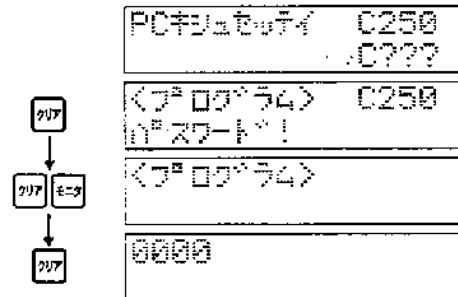 PCキシュセッテイ C250
C???
クリア
<プログラム> C250
パスワード!
クリア モニタ
<プログラム>
クリア
0000